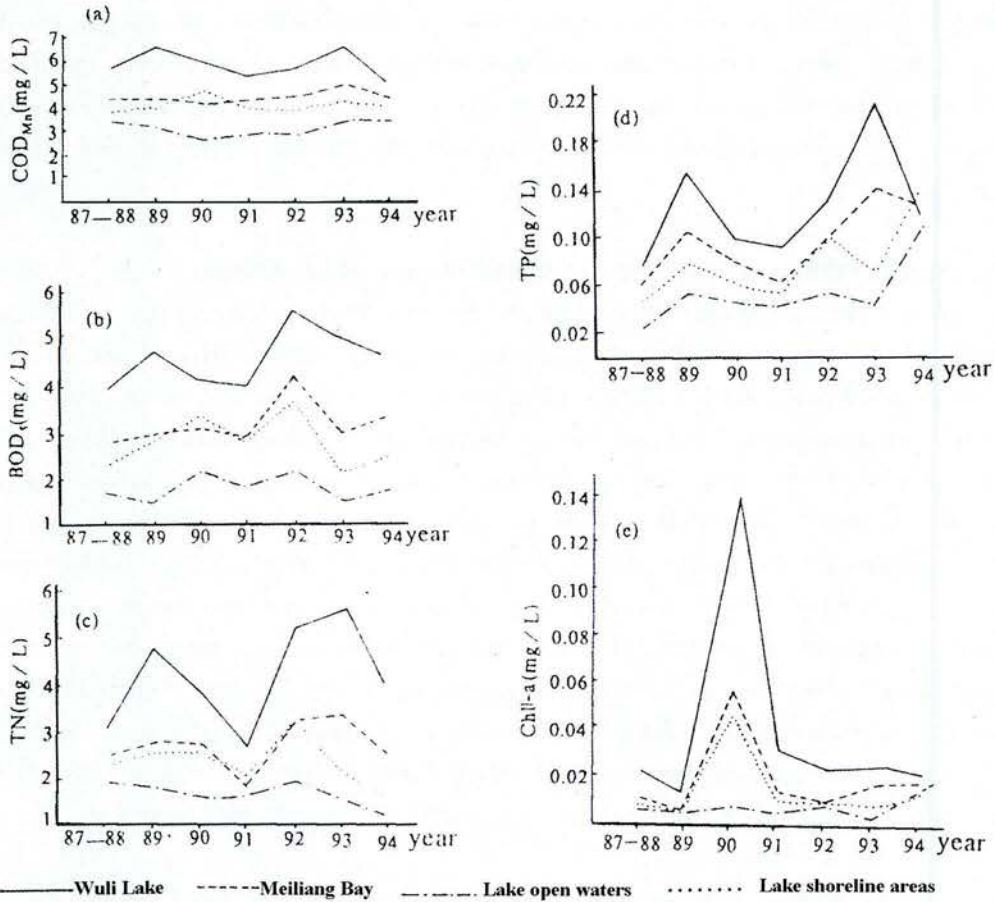 (a)
COD_Mn(mg / L)
7
6
5
4
3
2
1
87—88 89 90 91 92 93 94 year
(b)
BOD₅(mg / L)
6
5
4
3
2
1
87—88 89 90 91 92 93 94 year
(c)
TN(mg / L)
6
5
4
3
2
1
87—88 89 90 91 92 93 94 year
(d)
TP(mg / L)
0.22
0.18
0.14
0.10
0.06
0.02
87—88 89 90 91 92 93 94 year
(e)
Chll-a(mg / L)
0.14
0.12
0.10
0.08
0.06
0.04
0.02
87—88 89 90 91 92 93 94 year
Wuli Lake Meiliang Bay Lake open waters Lake shoreline areas